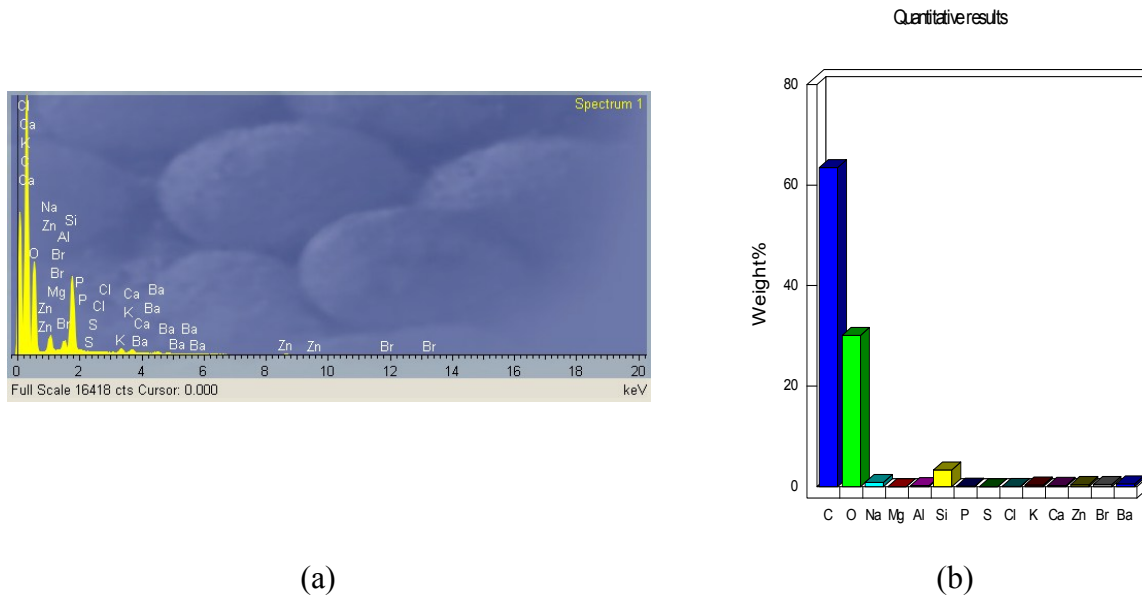 Quantitative results
Spectrum 1
Cl
Ca
K
C
Ca
Na
Zn
Si
Al
O
Br
Br
P
Mg
P
Cl
Ca
Ba
Zn
Cl
K
Ba
Zn
Br
S
Ca
Ba
Ba
S
K
Ba
Ba
Ba
Zn
Zn
Br
Br
0 2 4 6 8 10 12 14 16 18 20
Full Scale 16418 cts Cursor: 0.000 keV
80
60
40
20
0
Weight%
C O Na Mg Al Si P S Cl K Ca Zn Br Ba
(a)
(b)